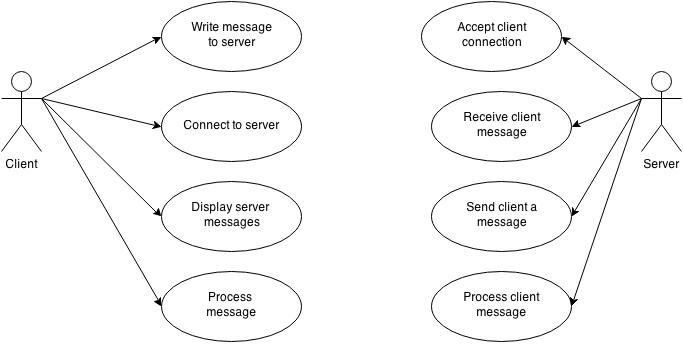 Write message
to server
Accept client
connection
Connect to server
Receive client
message
Client
Server
Display server
messages
Send client a
message
Process
message
Process client
message